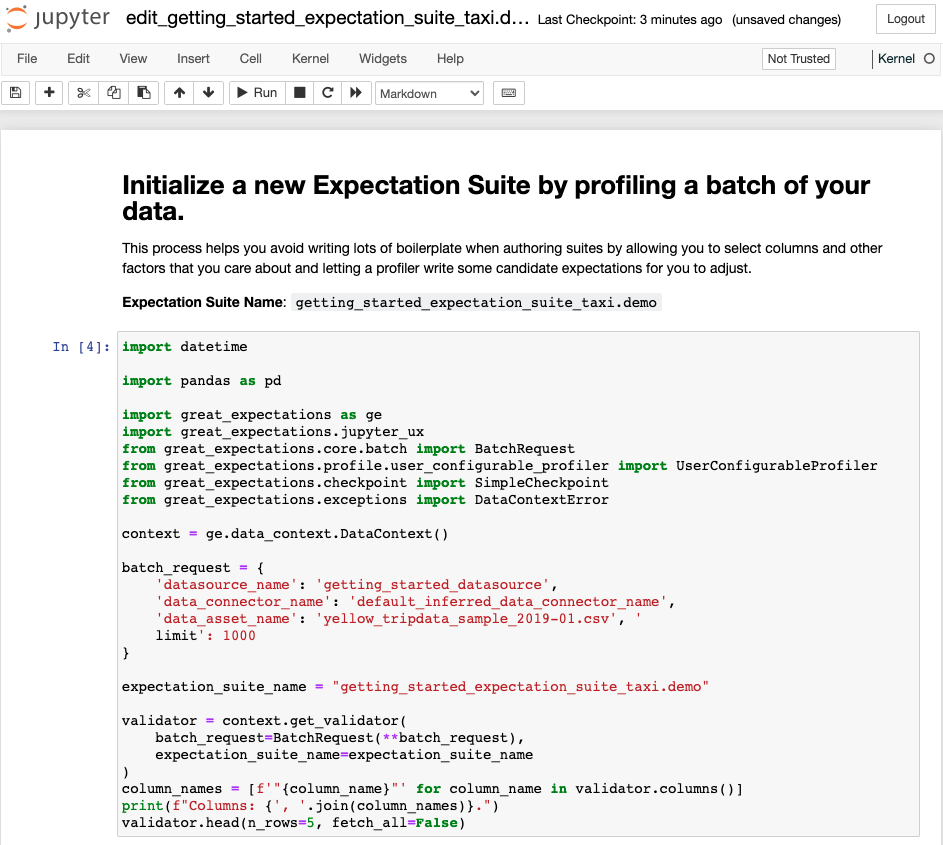 jupyter edit_getting_started_expectation_suite_taxi.d... Last Checkpoint: 3 minutes ago (unsaved changes) Logout
File Edit View Insert Cell Kernel Widgets Help Not Trusted Kernel
Run Markdown
Initialize a new Expectation Suite by profiling a batch of your
data.
This process helps you avoid writing lots of boilerplate when authoring suites by allowing you to select columns and other
factors that you care about and letting a profiler write some candidate expectations for you to adjust.
Expectation Suite Name: getting_started_expectation_suite_taxi.demo
In [4]: import datetime
import pandas as pd
import great_expectations as ge
import great_expectations.jupyter_ux
from great_expectations.core.batch import BatchRequest
from great_expectations.profile.user_configurable_profiler import UserConfigurableProfiler
from great_expectations.checkpoint import SimpleCheckpoint
from great_expectations.exceptions import DataContextError
context = ge.data_context.DataContext()
batch_request = {
    'datasource_name': 'getting_started_datasource',
    'data_connector_name': 'default_inferred_data_connector_name',
    'data_asset_name': 'yellow_tripdata_sample_2019-01.csv', '
    limit': 1000
}
expectation_suite_name = "getting_started_expectation_suite_taxi.demo"
validator = context.get_validator(
    batch_request=BatchRequest(**batch_request),
    expectation_suite_name=expectation_suite_name
)
column_names = [f'"{column_name}"' for column_name in validator.columns()]
print(f"Columns: {', '.join(column_names)}.")
validator.head(n_rows=5, fetch_all=False)